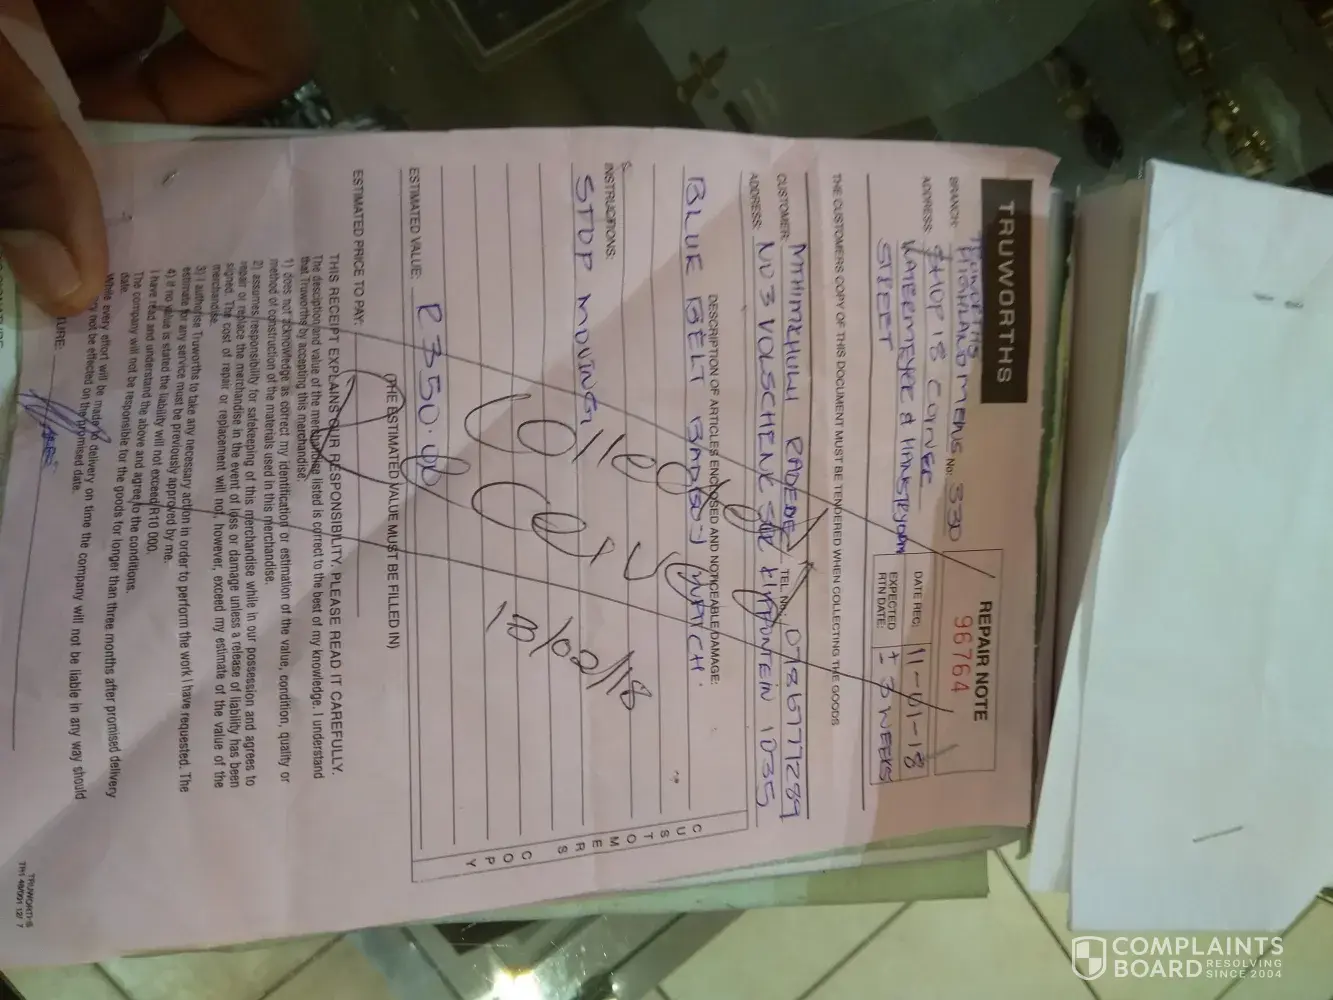 TRUWORTHS
REPAIR NOTE
96764
BRANCH: TRUWORTHS HIGHLAND MEWS No: 330
ADDRESS: SHOP 18 CORNER
WATERMEYRE &
STREET
DATE REC: 11-01-18
EXPECTED RTN DATE: + - 3 WEEKS
THE CUSTOMERS COPY OF THIS DOCUMENT MUST BE TENDERED WHEN COLLECTING THE GOODS
CUSTOMER: RADEBE TEL No: 0786777289
ADDRESS: NO 3 VOLSCHENK STR KLIPFONTEIN 1035
DESCRIPTION OF ARTICLES ENCLOSED AND NOTICEABLE DAMAGE:
BLUE BELT BAD BOY WATCH.
INSTRUCTIONS:
STOP MOVING
Collected by
12/02/18
CUSTOMERS COPY
ESTIMATED VALUE: R350.00
(THE ESTIMATED VALUE MUST BE FILLED IN)
ESTIMATED PRICE TO PAY:
THIS RECEIPT EXPLAINS OUR RESPONSIBILITY. PLEASE READ IT CAREFULLY.
The desciption and value of the merchandise listed is correct to the best of my knowledge. I understand
that Truworths by accepting this merchandise:
1) does not acknowledge as correct my identification or estimation of the value, condition, quality or
method of construction of the materials used in this merchandise.
2) assumes responsibility for safekeeping of this merchandise while in our possession and agrees to
repair or replace the merchandise in the event of loss or damage unless a release of liability has been
signed. The cost of repair or replacement will not, however, exceed my estimate of the value of the
merchandise.
3) I authorise Truworths to take any necessary action in order to perform the work I have requested. The
estimate for any service must be previously approved by me.
4) If no value is stated the liability will not exceed R10 000.
I have read and understand the above and agree to the conditions.
The company will not be responsible for the goods for longer than three months after promised delivery
date.
While every effort will be made to delivery on time the company will not be liable in any way should
not be effected on the promised date.
TURE:
TRUWORTHS
COMPLAINTS
BOARD RESOLVING
SINCE 2004